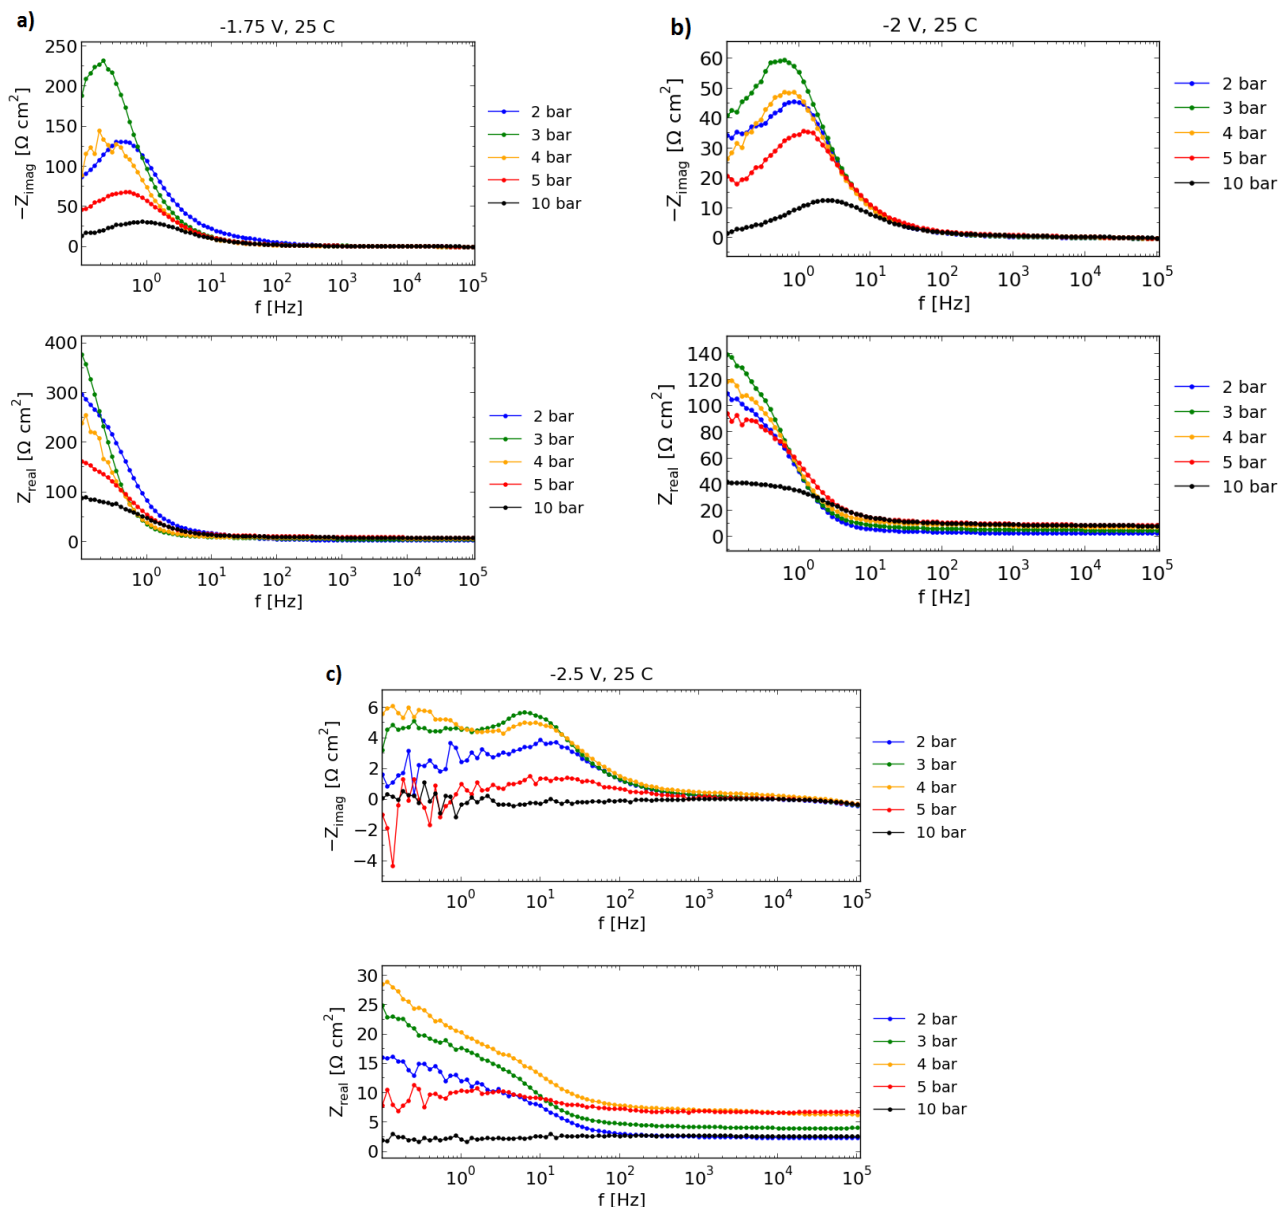 a)
-1.75 V, 25 C
−Z_imag [Ω cm²]
250
200
150
100
50
0
10⁰ 10¹ 10² 10³ 10⁴ 10⁵
f [Hz]
2 bar
3 bar
4 bar
5 bar
10 bar
Z_real [Ω cm²]
400
300
200
100
0
10⁰ 10¹ 10² 10³ 10⁴ 10⁵
f [Hz]
2 bar
3 bar
4 bar
5 bar
10 bar
b)
-2 V, 25 C
−Z_imag [Ω cm²]
60
50
40
30
20
10
0
10⁰ 10¹ 10² 10³ 10⁴ 10⁵
f [Hz]
2 bar
3 bar
4 bar
5 bar
10 bar
Z_real [Ω cm²]
140
120
100
80
60
40
20
0
10⁰ 10¹ 10² 10³ 10⁴ 10⁵
f [Hz]
2 bar
3 bar
4 bar
5 bar
10 bar
c)
-2.5 V, 25 C
−Z_imag [Ω cm²]
6
4
2
0
−2
−4
10⁰ 10¹ 10² 10³ 10⁴ 10⁵
f [Hz]
2 bar
3 bar
4 bar
5 bar
10 bar
Z_real [Ω cm²]
30
25
20
15
10
5
0
10⁰ 10¹ 10² 10³ 10⁴ 10⁵
f [Hz]
2 bar
3 bar
4 bar
5 bar
10 bar